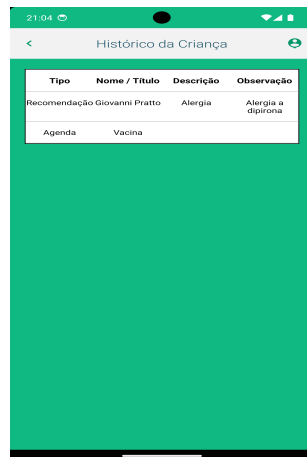 21:04
Histórico da Criança
Tipo Nome / Título Descrição Observação
Recomendação Giovanni Pratto Alergia Alergia a
dipirona
Agenda Vacina